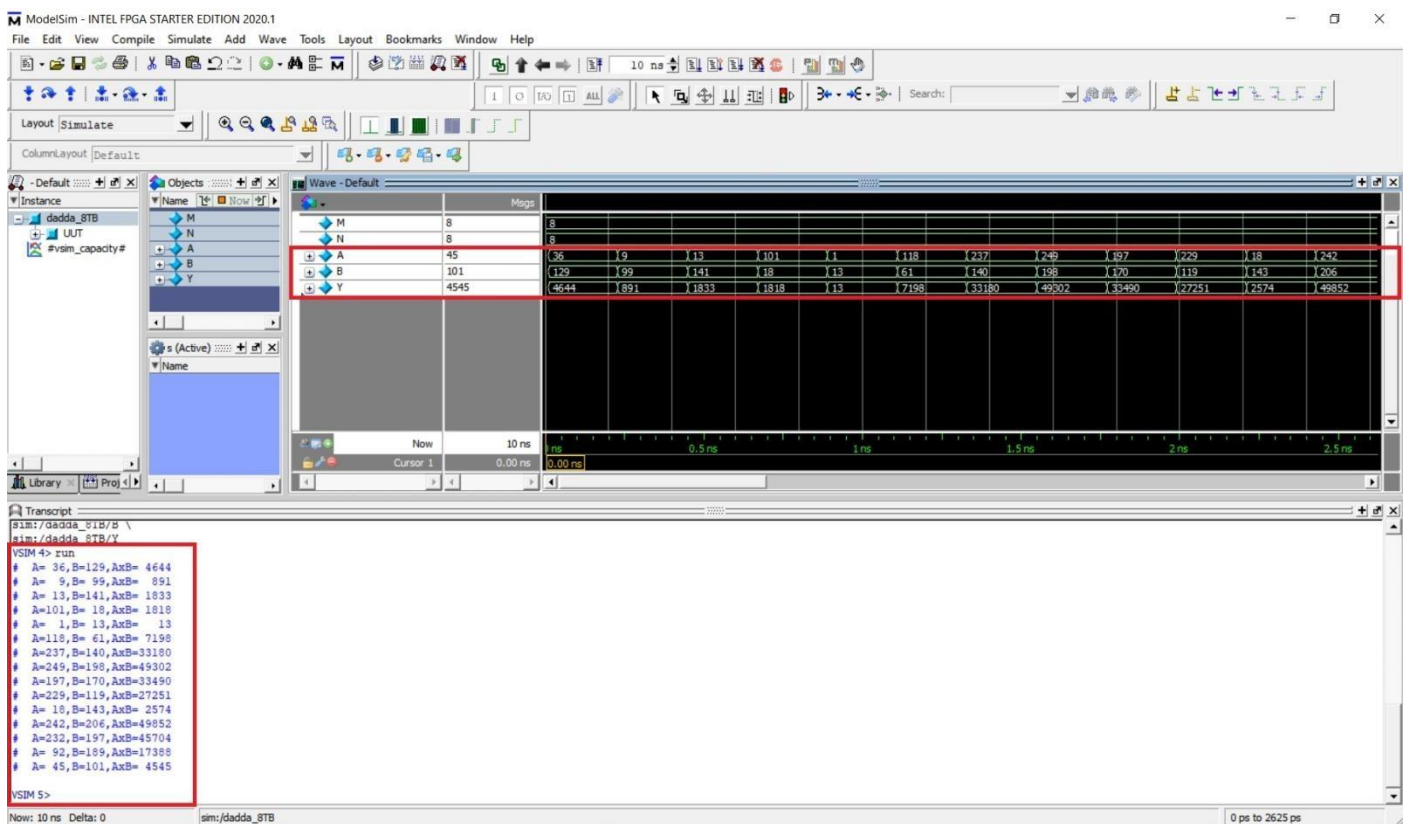 ModelSim - INTEL FPGA STARTER EDITION 2020.1
File Edit View Compile Simulate Add Wave Tools Layout Bookmarks Window Help
10 ns
Search:
Layout Simulate
ColumnLayout Default
- Default
Objects
Wave - Default
Instance
Name
Now
Msgs
dadda_8TB
UUT
#vsim_capacity#
M
N
A
B
Y
M 8 8
N 8 8
A 45 36 9 13 101 1 118 237 249 197 229 18 242
B 101 129 99 141 18 13 61 140 198 170 119 143 206
Y 4545 4644 891 1833 1818 13 7198 33180 49302 33490 27251 2574 49852
s (Active)
Name
Now 10 ns
Cursor 1 0.00 ns
ns 0.5 ns 1 ns 1.5 ns 2 ns 2.5 ns
0.00 ns
Library Proj
Transcript
sim:/dadda_8TB/B \
sim:/dadda_8TB/Y
VSIM 4> run
# A= 36,B=129,AxB= 4644
# A= 9,B= 99,AxB= 891
# A= 13,B=141,AxB= 1833
# A=101,B= 18,AxB= 1818
# A= 1,B= 13,AxB= 13
# A=118,B= 61,AxB= 7198
# A=237,B=140,AxB=33180
# A=249,B=198,AxB=49302
# A=197,B=170,AxB=33490
# A=229,B=119,AxB=27251
# A= 18,B=143,AxB= 2574
# A=242,B=206,AxB=49852
# A=232,B=197,AxB=45704
# A= 92,B=189,AxB=17388
# A= 45,B=101,AxB= 4545
VSIM 5>
Now: 10 ns Delta: 0
sim:/dadda_8TB
0 ps to 2625 ps